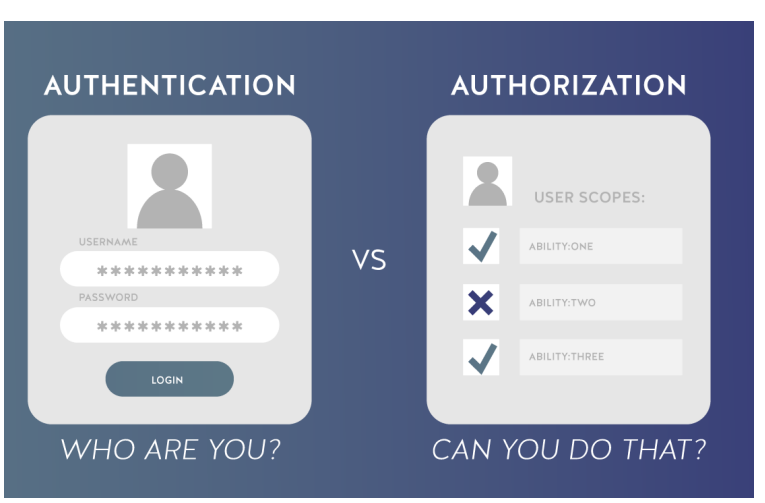 AUTHENTICATION
USERNAME
***********
PASSWORD
***********
LOGIN
WHO ARE YOU?
VS
AUTHORIZATION
USER SCOPES:
ABILITY:ONE
ABILITY:TWO
ABILITY:THREE
CAN YOU DO THAT?